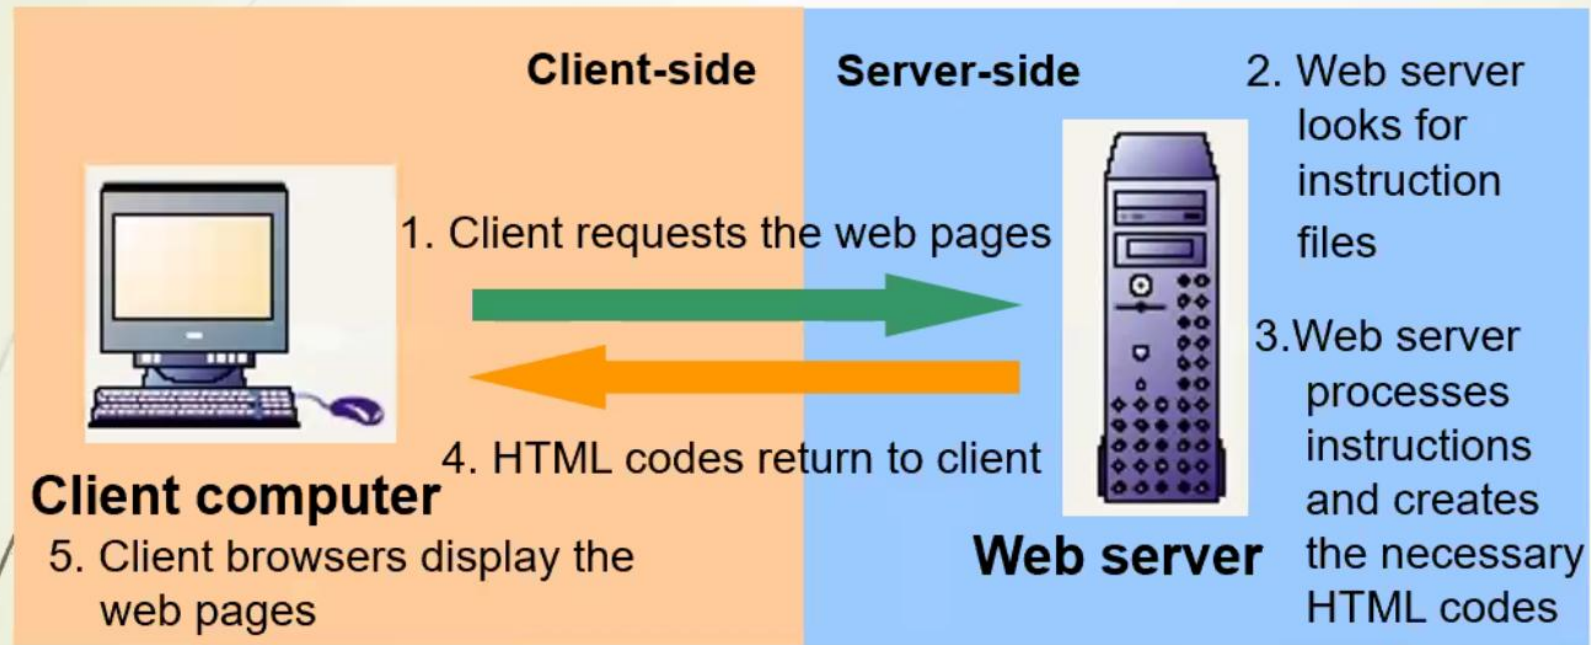 Client-side
Server-side
1. Client requests the web pages
2. Web server
looks for
instruction
files
3.Web server
processes
instructions
and creates
the necessary
HTML codes
4. HTML codes return to client
Client computer
Web server
5. Client browsers display the
web pages